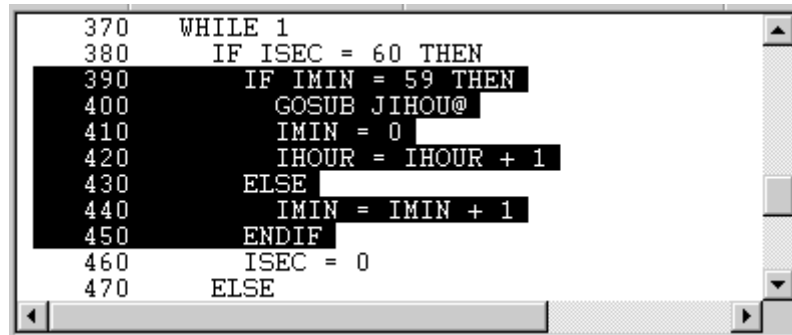 370 WHILE 1
380 IF ISEC = 60 THEN
390 IF IMIN = 59 THEN
400 GOSUB JIHOU@
410 IMIN = 0
420 IHOUR = IHOUR + 1
430 ELSE
440 IMIN = IMIN + 1
450 ENDIF
460 ISEC = 0
470 ELSE